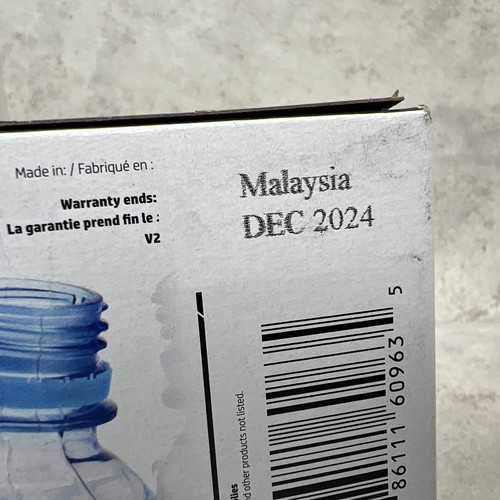 Made in: / Fabriqué en :
Malaysia
Warranty ends:
La garantie prend fin le :
DEC 2024
V2
5
86111 60963
d other products not listed.